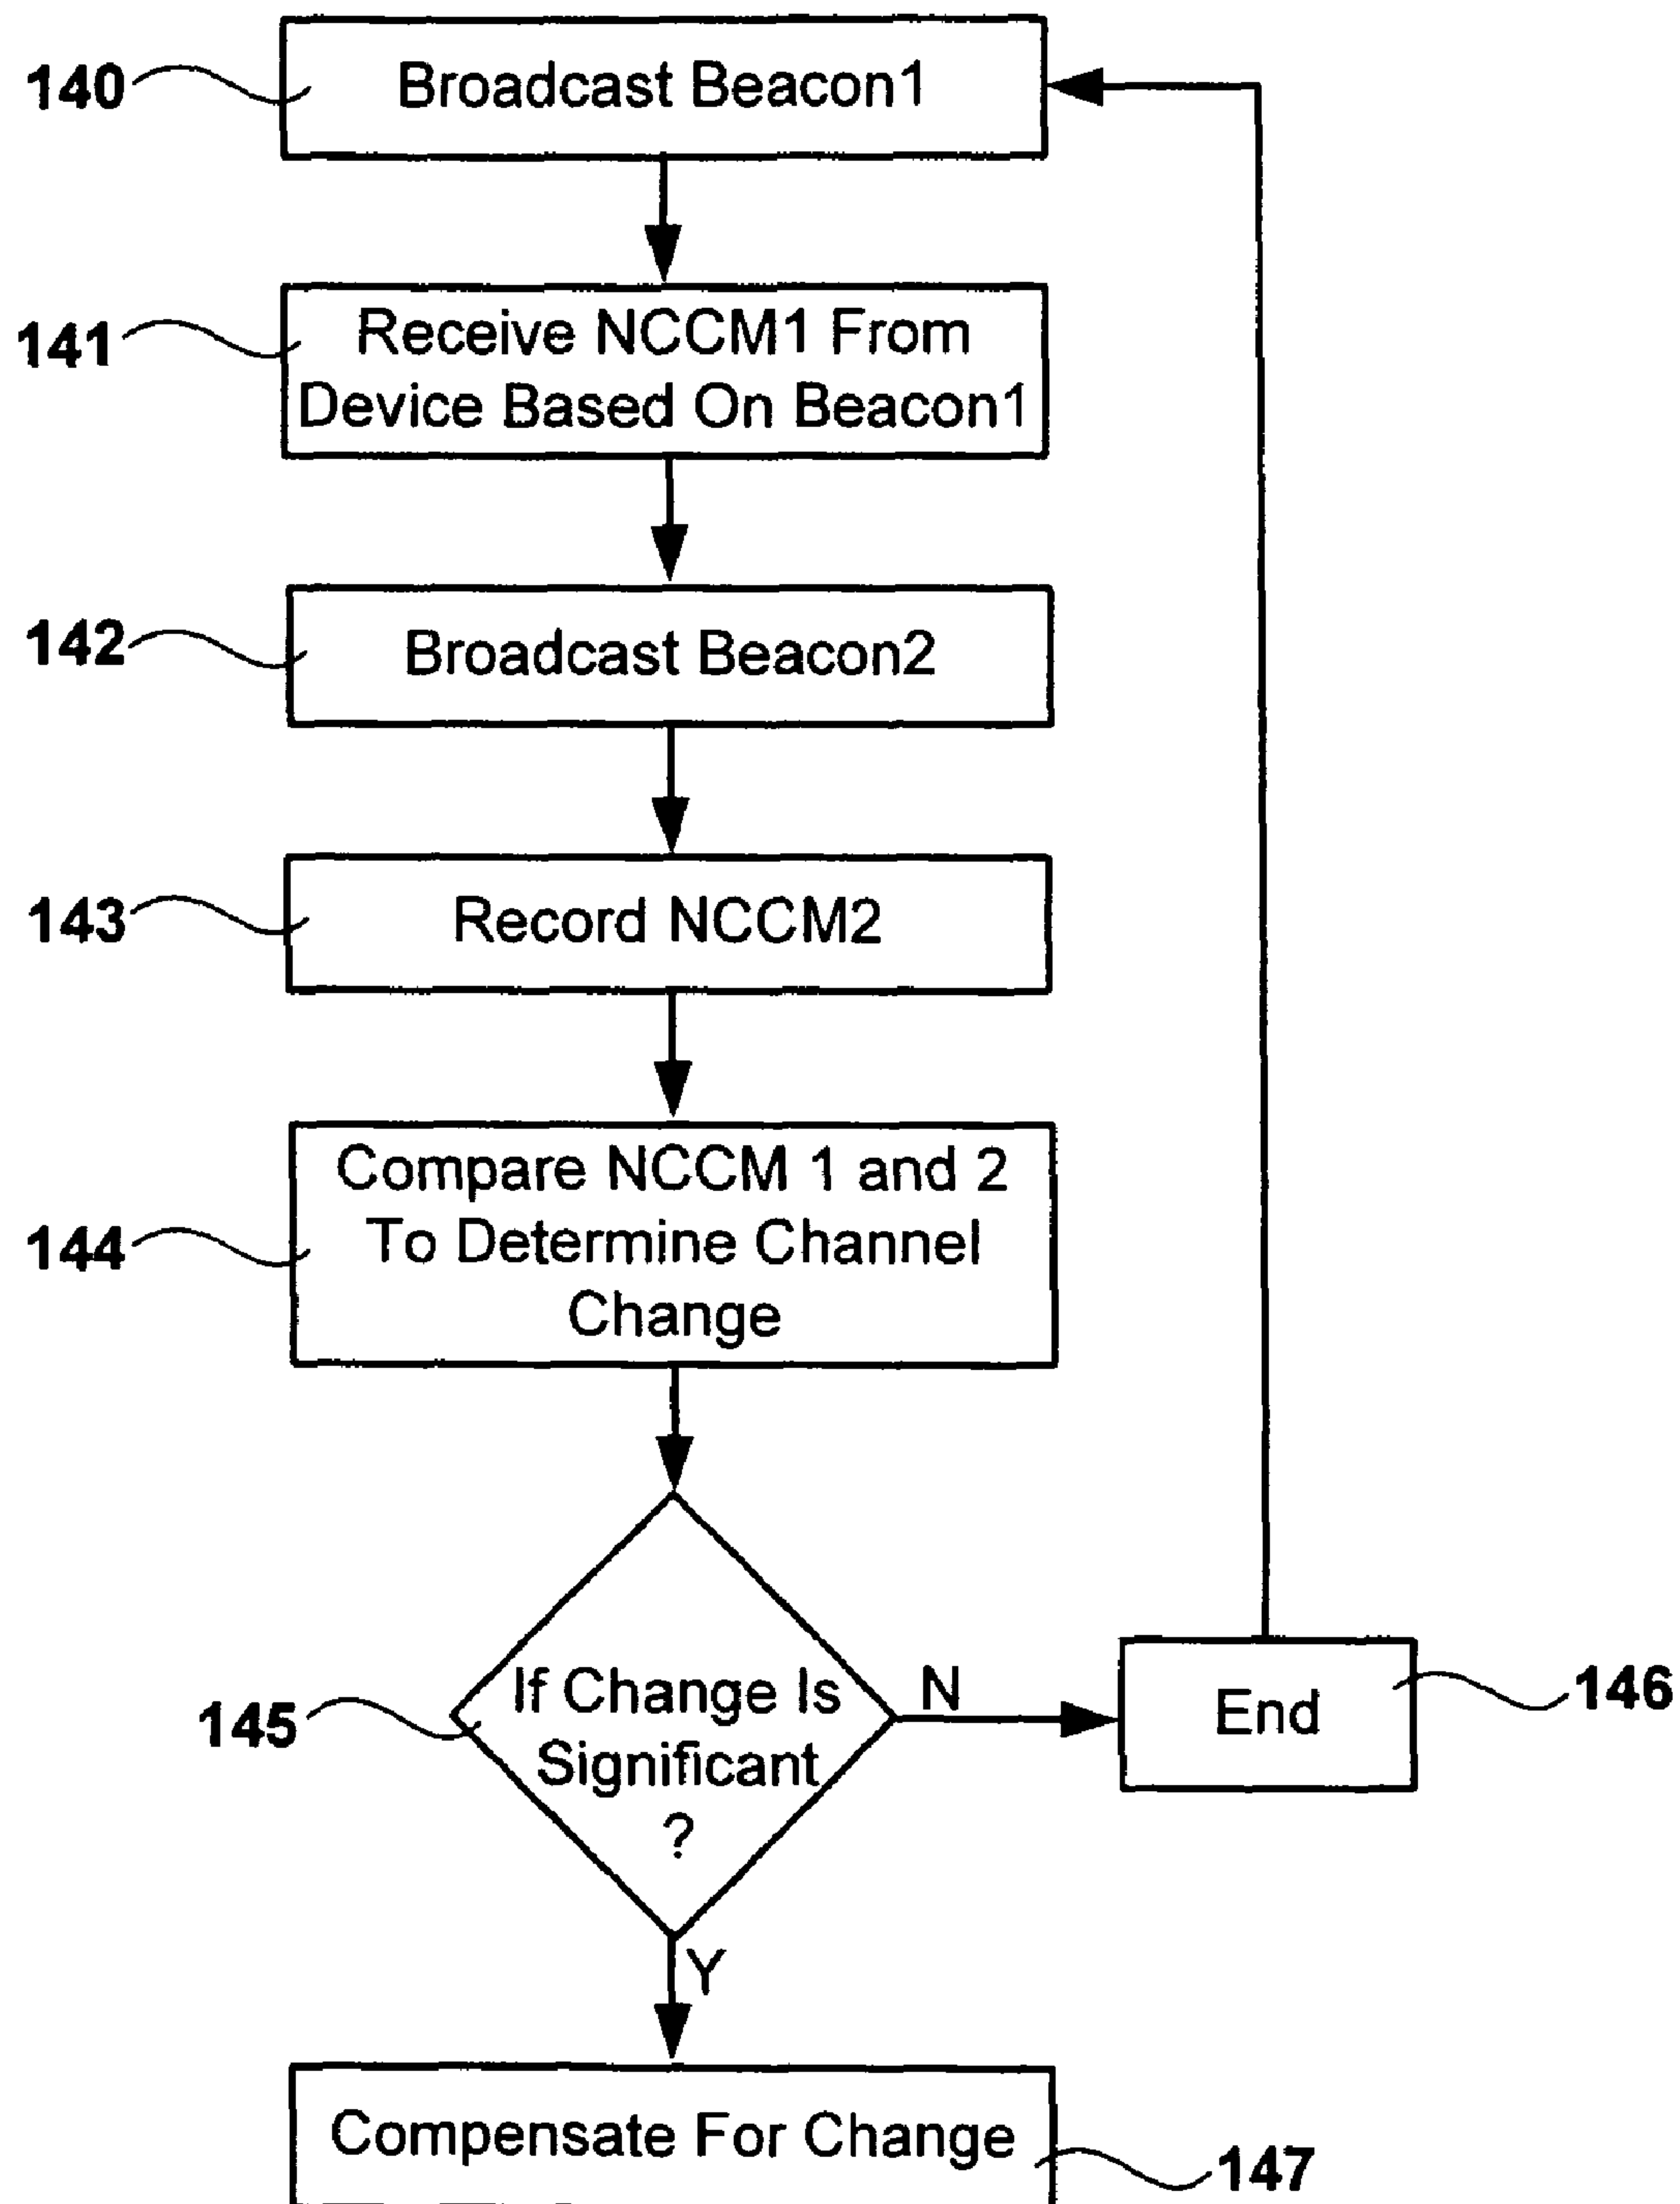 140
Broadcast Beacon1
141
Receive NCCM1 From
Device Based On Beacon1
142
Broadcast Beacon2
143
Record NCCM2
144
Compare NCCM 1 and 2
To Determine Channel
Change
145
If Change Is
Significant
?
N
End
146
Y
Compensate For Change
147